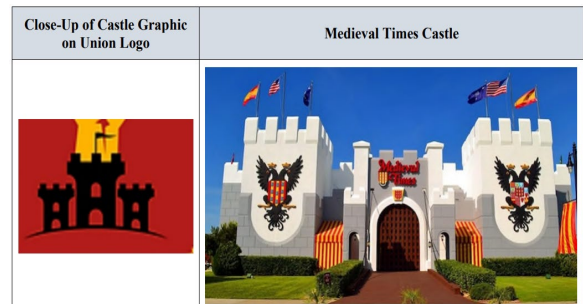 Close-Up of Castle Graphic
on Union Logo
Medieval Times Castle
Medieval
Times